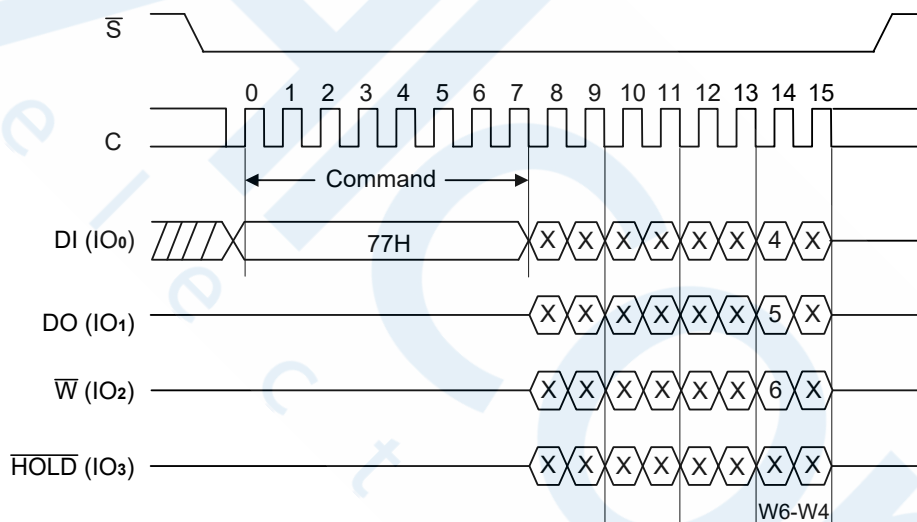 S̅
0 1 2 3 4 5 6 7 8 9 10 11 12 13 14 15
C
Command
DI (IO₀) 77H X X X X X X 4 X
DO (IO₁) X X X X X X 5 X
W̅ (IO₂) X X X X X X 6 X
H̅O̅L̅D̅ (IO₃) X X X X X X X X
W6-W4